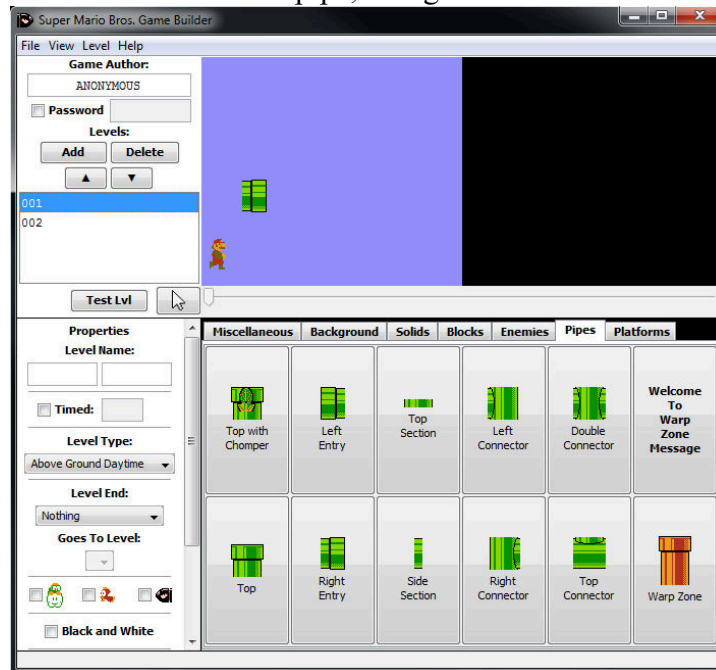 Super Mario Bros. Game Builder
File View Level Help
Game Author:
ANONYMOUS
Password
Levels:
Add Delete
▲ ▼
001
002
Test Lvl
Properties
Level Name:
Timed:
Level Type:
Above Ground Daytime
Level End:
Nothing
Goes To Level:
Black and White
Miscellaneous Background Solids Blocks Enemies Pipes Platforms
Top with Chomper
Left Entry
Top Section
Left Connector
Double Connector
Welcome To Warp Zone Message
Top
Right Entry
Side Section
Right Connector
Top Connector
Warp Zone